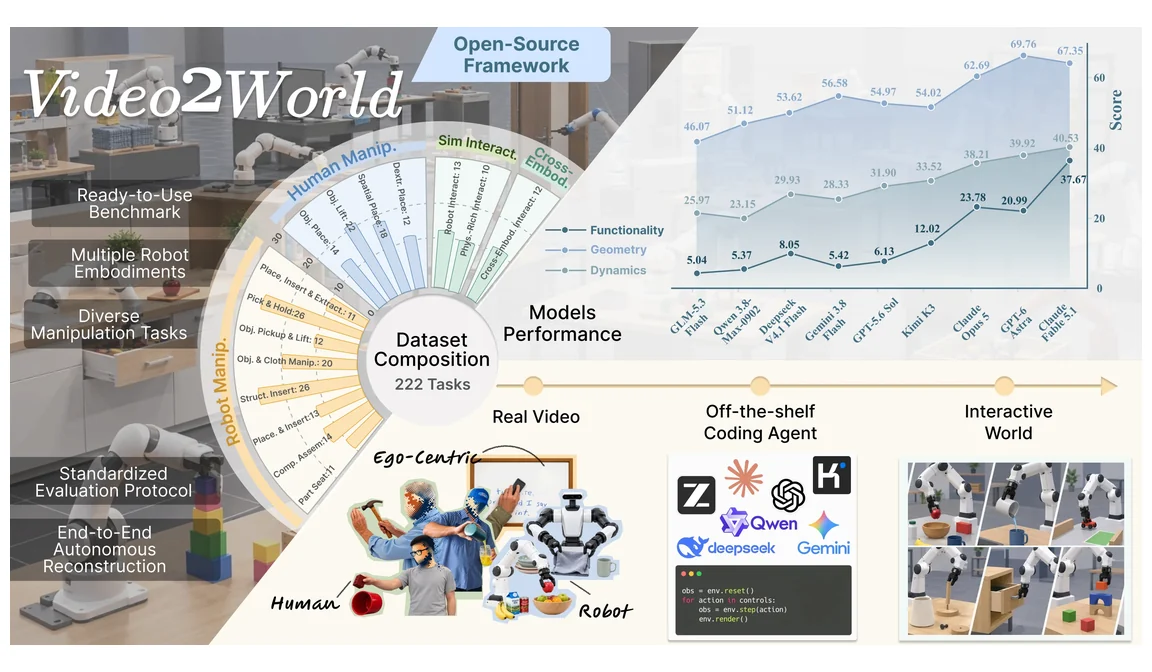 Video2World
Open-Source
Framework
Ready-to-Use
Benchmark
Multiple Robot
Embodiments
Diverse
Manipulation Tasks
Standardized
Evaluation Protocol
End-to-End
Autonomous
Reconstruction
Robot Manip.
Human Manip.
Sim Interact.
Cross-
Embod.
30
20
10
0
Part Seat:11
Comp. Assem:14
Place. & Insert:13
Struct. Insert: 26
Obj. & Cloth Manip.: 20
Obj. Pickup & Lift: 12
Pick & Hold:26
Place, Insert & Extract.: 11
Obj. Place: 14
Obj. Lift: 22
Spatial Place: 18
Dextr. Place: 12
Robot Interact: 13
Phys.-Rich Interact: 10
Cross-Embod. Interact: 12
Dataset
Composition
222 Tasks
Functionality
Geometry
Dynamics
Models
Performance
46.07
51.12
53.62
56.58
54.97
54.02
62.69
69.76
67.35
25.97
23.15
29.93
28.33
31.90
33.52
38.21
39.92
40.53
5.04
5.37
8.05
5.42
6.13
12.02
23.78
20.99
37.67
60
40
20
0
Score
GLM-5.3
Flash
Qwen 3.8-
Max-0902
Deepseek
V4.1 Flash
Gemini 3.8
Flash
GPT-5.6 Sol
Kimi K3
Claude
Opus 5
GPT-6
Astra
Claude
Fable 5.1
Real Video
Off-the-shelf
Coding Agent
Interactive
World
Ego-Centric
Human
Robot
Z
K
Qwen
deepseek
Gemini
obs = env.reset()
for action in controls:
obs = env.step(action)
env.render()